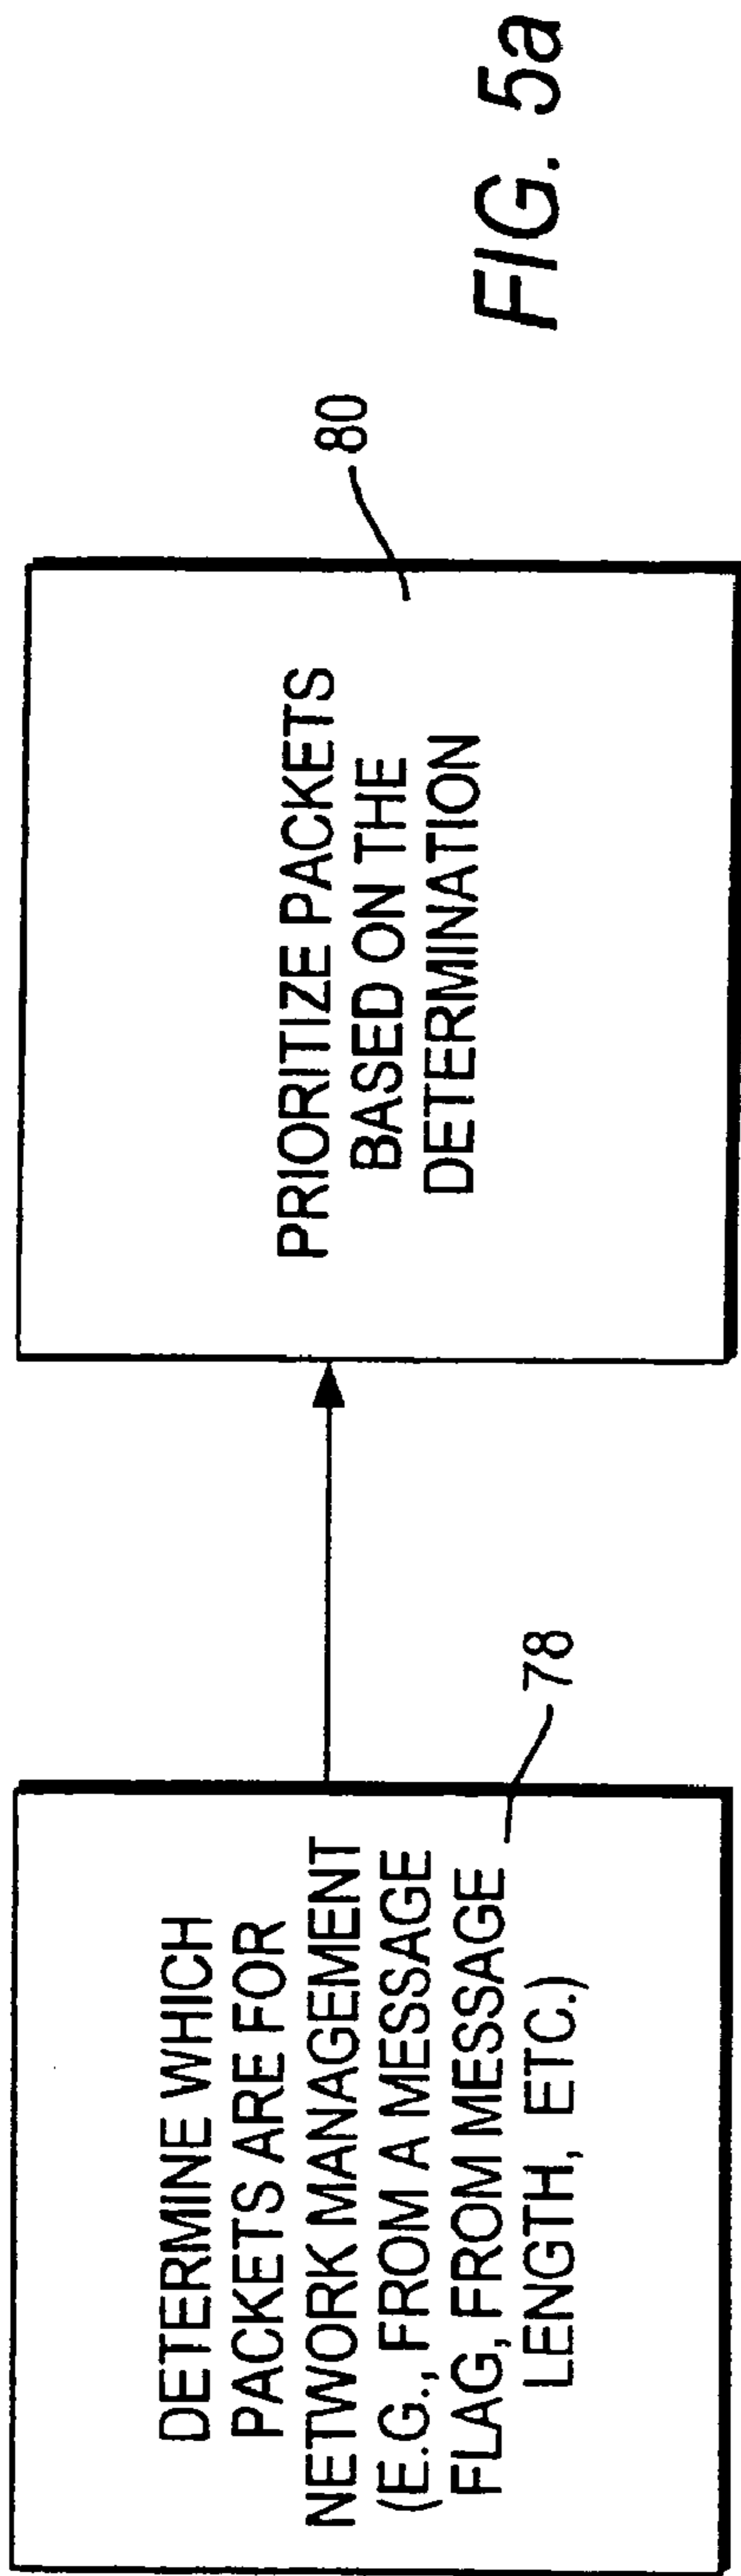 DETERMINE WHICH
PACKETS ARE FOR
NETWORK MANAGEMENT
(E.G., FROM A MESSAGE
FLAG, FROM MESSAGE
LENGTH, ETC.)
78
PRIORITIZE PACKETS
BASED ON THE
DETERMINATION
80
FIG. 5a